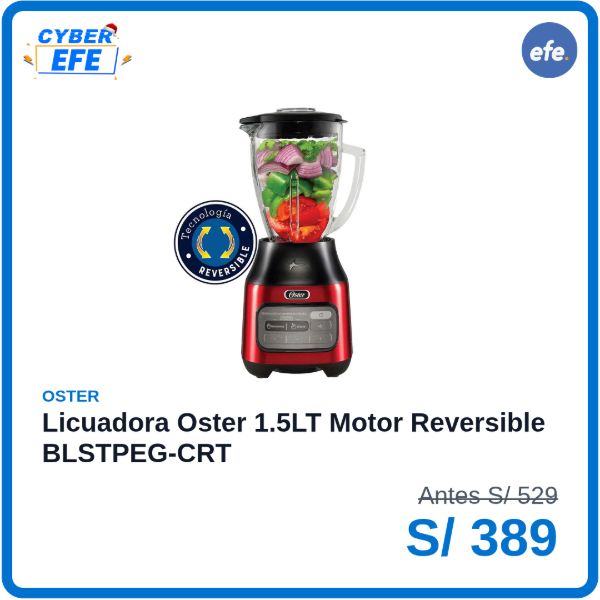 CYBER
EFE
efe.
Tecnología
REVERSIBLE
Oster
OSTER
Licuadora Oster 1.5LT Motor Reversible
BLSTPEG-CRT
Antes S/ 529
S/ 389